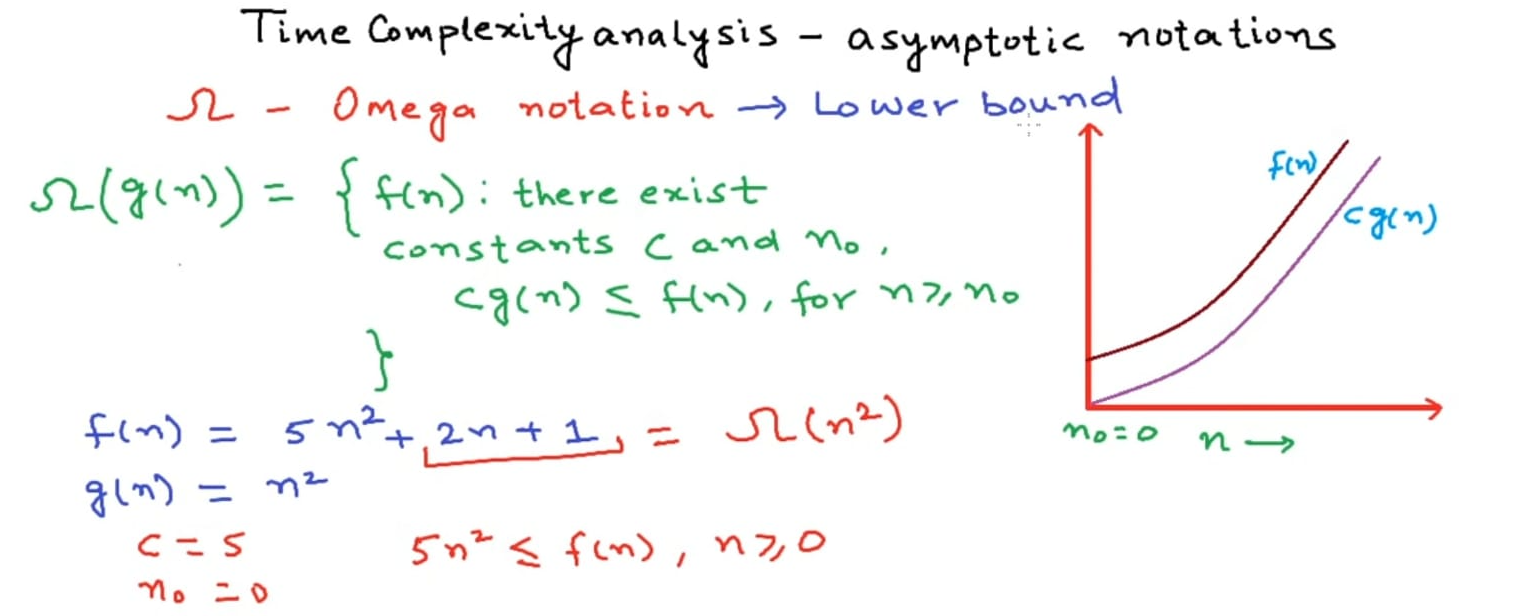 Time Complexity analysis - asymptotic notations
Ω - Omega notation → Lower bound
Ω(g(n)) = { f(n): there exist
constants c and n₀,
cg(n) ≤ f(n), for n ≥ n₀
}
f(n) = 5n² + 2n + 1 = Ω(n²)
g(n) = n²
c = 5
n₀ = 0
5n² ≤ f(n), n ≥ 0
f(n)
cg(n)
n₀=0 n →